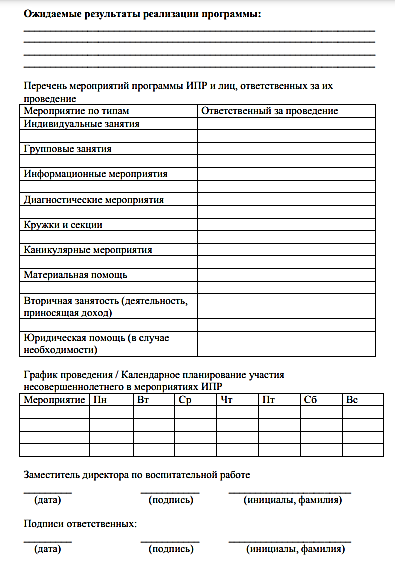 Ожидаемые результаты реализации программы:
Перечень мероприятий программы ИПР и лиц, ответственных за их
проведение
Мероприятие по типам Ответственный за проведение
Индивидуальные занятия
Групповые занятия
Информационные мероприятия
Диагностические мероприятия
Кружки и секции
Каникулярные мероприятия
Материальная помощь
Вторичная занятость (деятельность,
приносящая доход)
Юридическая помощь (в случае
необходимости)
График проведения / Календарное планирование участия
несовершеннолетнего в мероприятиях ИПР
Мероприятие Пн Вт Ср Чт Пт Сб Вс
Заместитель директора по воспитательной работе
(дата) (подпись) (инициалы, фамилия)
Подписи ответственных:
(дата) (подпись) (инициалы, фамилия)